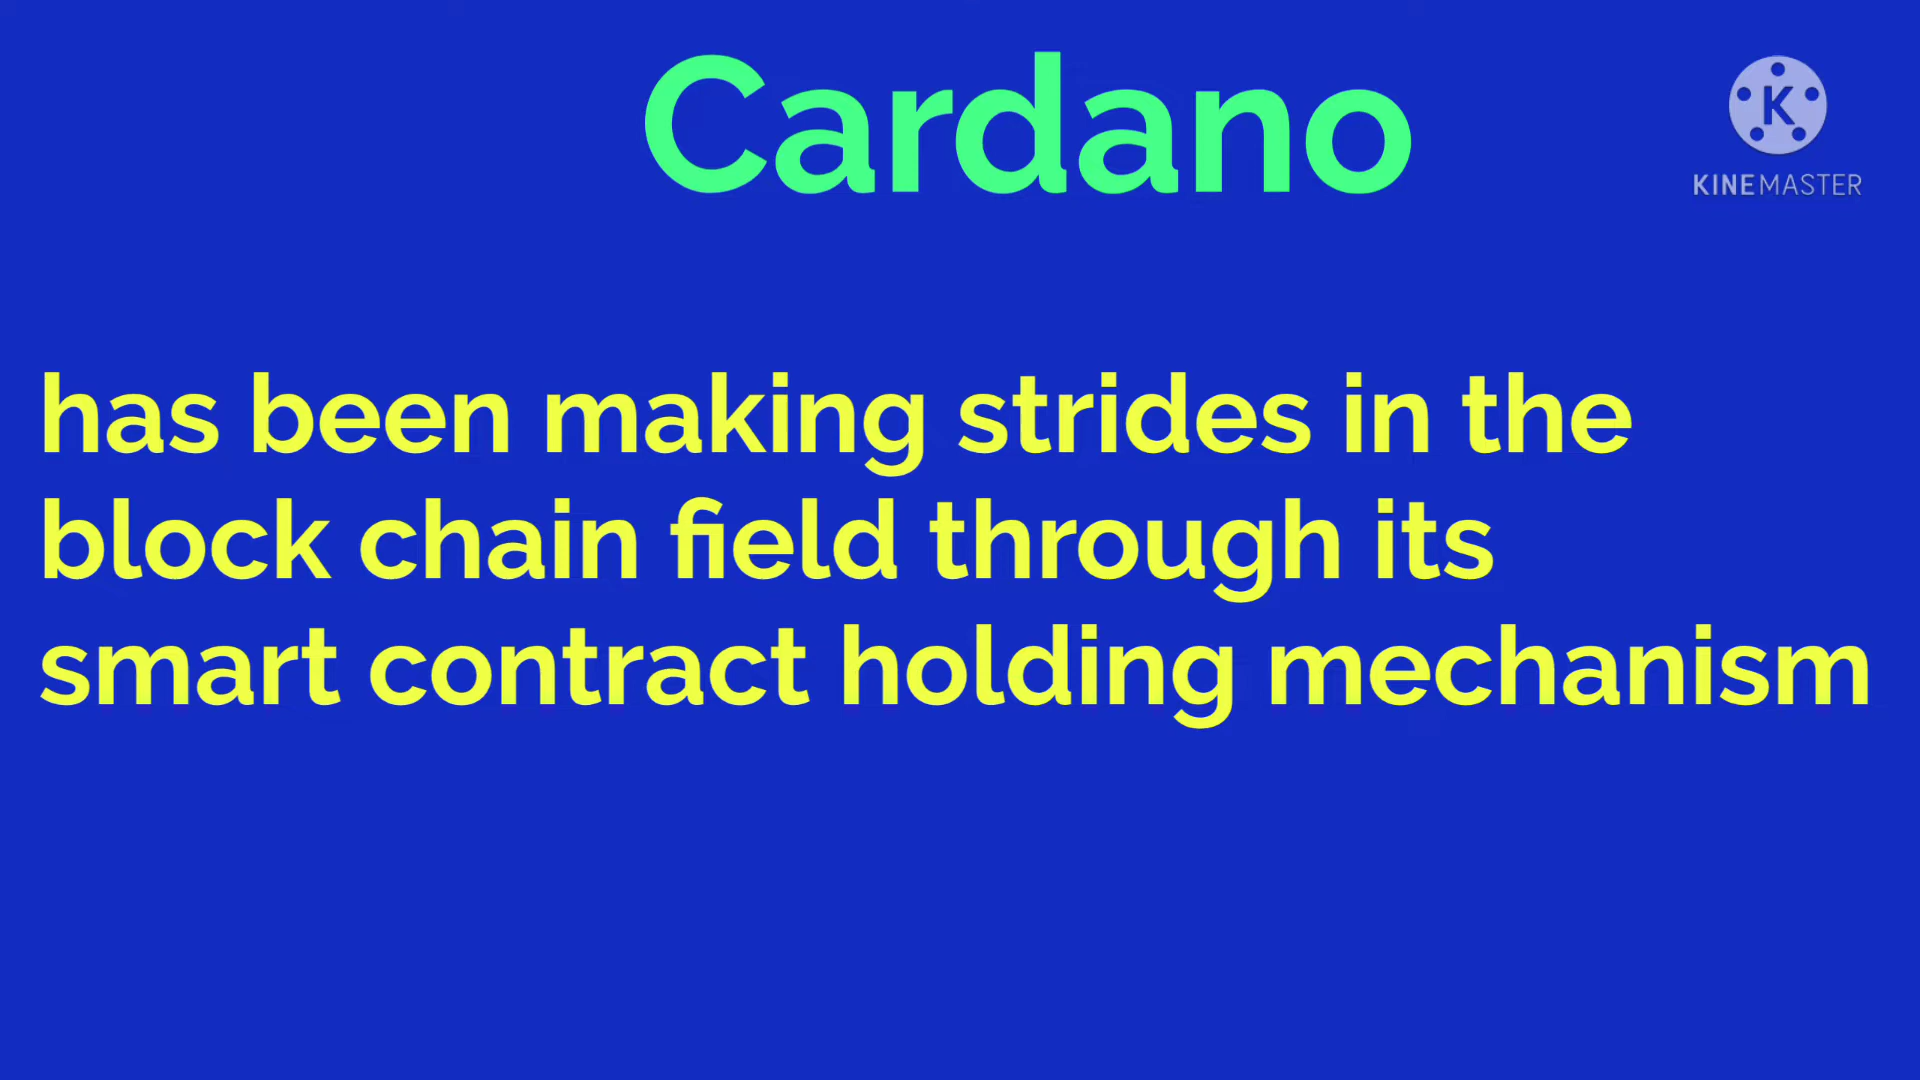 Cardano
K
KINEMASTER
has been making strides in the
block chain field through its
smart contract holding mechanism